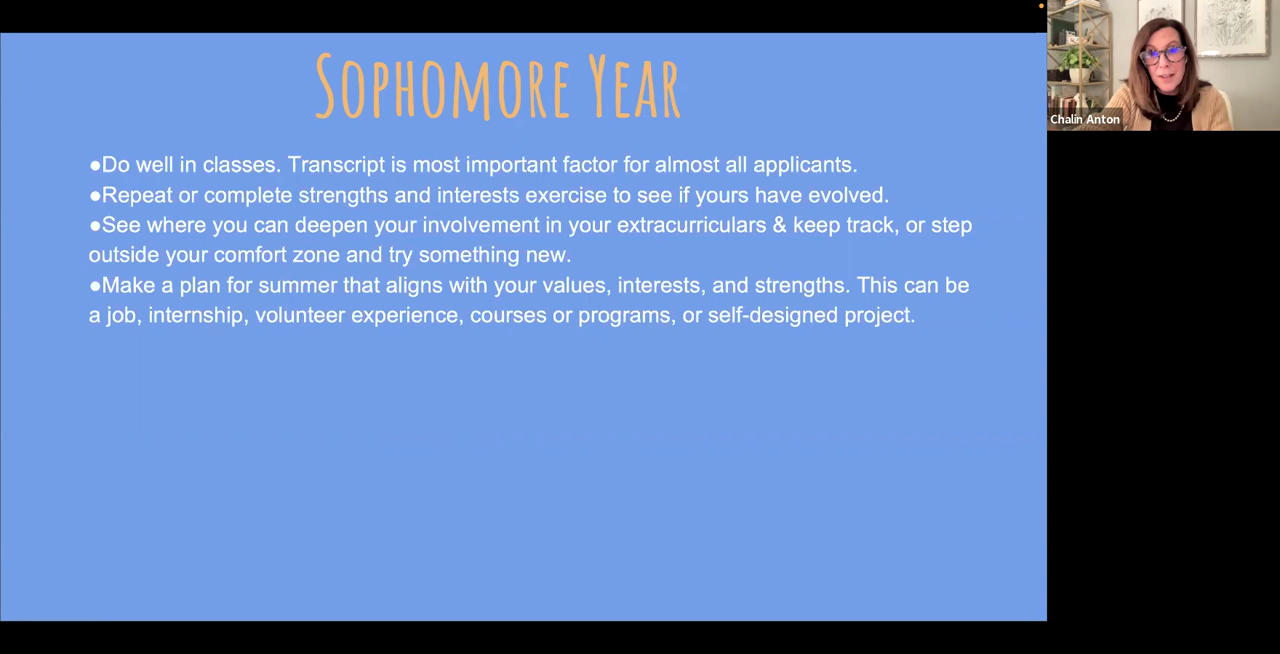 Sophomore Year
●Do well in classes. Transcript is most important factor for almost all applicants.
●Repeat or complete strengths and interests exercise to see if yours have evolved.
●See where you can deepen your involvement in your extracurriculars & keep track, or step
outside your comfort zone and try something new.
●Make a plan for summer that aligns with your values, interests, and strengths. This can be
a job, internship, volunteer experience, courses or programs, or self-designed project.
Chalin Anton